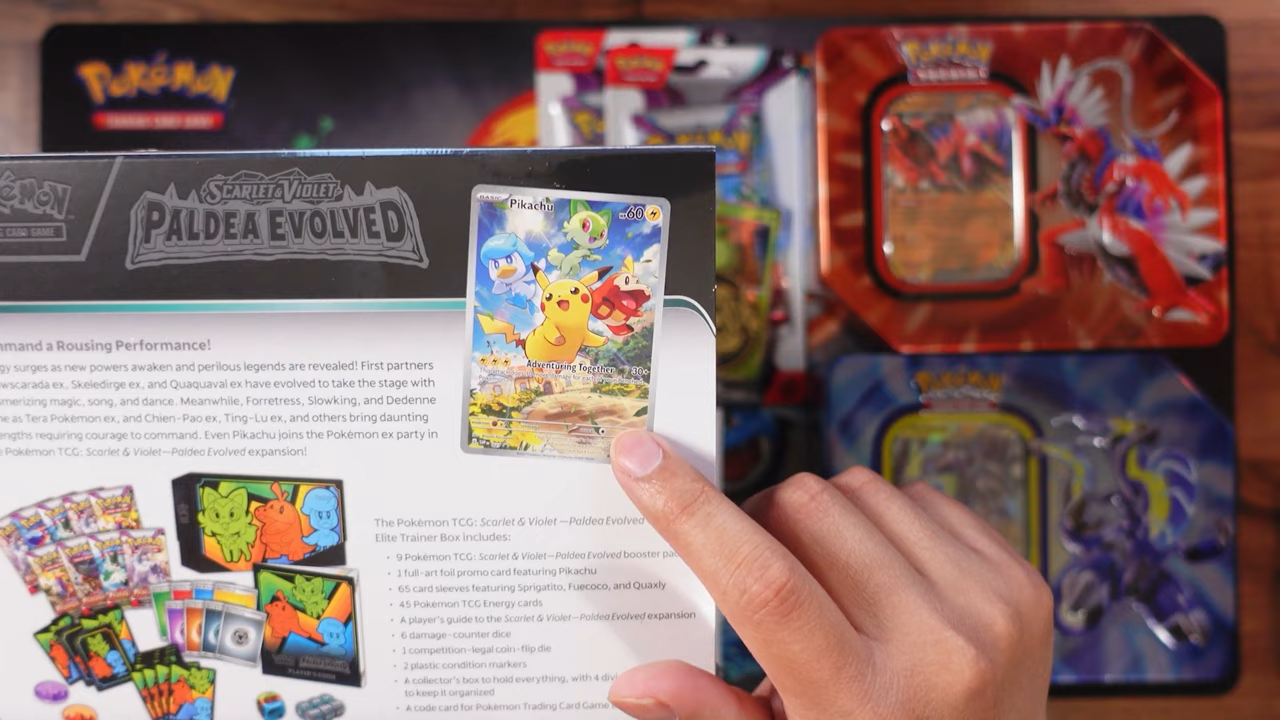 POKéMON
TRADING CARD GAME
Pokémon
Pokémon
POKéMON
CARD GAME
SCARLET & VIOLET
PALDEA EVOLVED
BASIC
Pikachu
HP60
Adventuring Together 30+
mmand a Rousing Performance!
gy surges as new powers awaken and perilous legends are revealed! First partners
wscarada ex, Skeledirge ex, and Quaquaval ex have evolved to take the stage with
smerizing magic, song, and dance. Meanwhile, Forretress, Slowking, and Dedenne
me as Tera Pokémon ex, and Chien-Pao ex, Ting-Lu ex, and others bring daunting
engths requiring courage to command. Even Pikachu joins the Pokémon ex party in
e Pokémon TCG: Scarlet & Violet—Paldea Evolved expansion!
The Pokémon TCG: Scarlet & Violet—Paldea Evolved
Elite Trainer Box includes:
• 9 Pokémon TCG: Scarlet & Violet—Paldea Evolved booster pac
• 1 full-art foil promo card featuring Pikachu
• 65 card sleeves featuring Sprigatito, Fuecoco, and Quaxly
• 45 Pokémon TCG Energy cards
• A player's guide to the Scarlet & Violet—Paldea Evolved expansion
• 6 damage-counter dice
• 1 competition-legal coin-flip die
• 2 plastic condition markers
• A collector's box to hold everything, with 4 divi
to keep it organized
• A code card for Pokémon Trading Card Game
POKéMON
POKéMON